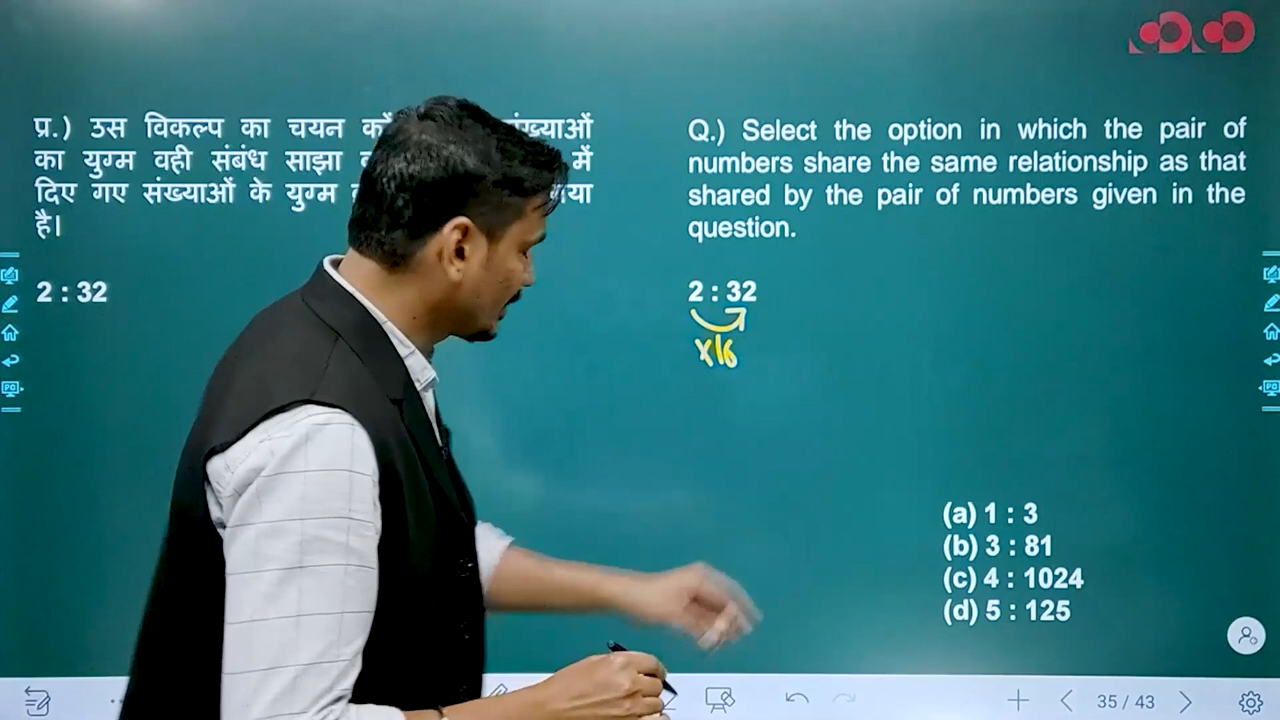 प्र.) उस विकल्प का चयन संख्याओं
का युग्म वही संबंध साझा में
दिए गए संख्याओं के युग्म
है।
2 : 32
Q.) Select the option in which the pair of
numbers share the same relationship as that
shared by the pair of numbers given in the
question.
2 : 32
x16
(a) 1 : 3
(b) 3 : 81
(c) 4 : 1024
(d) 5 : 125
35 / 43